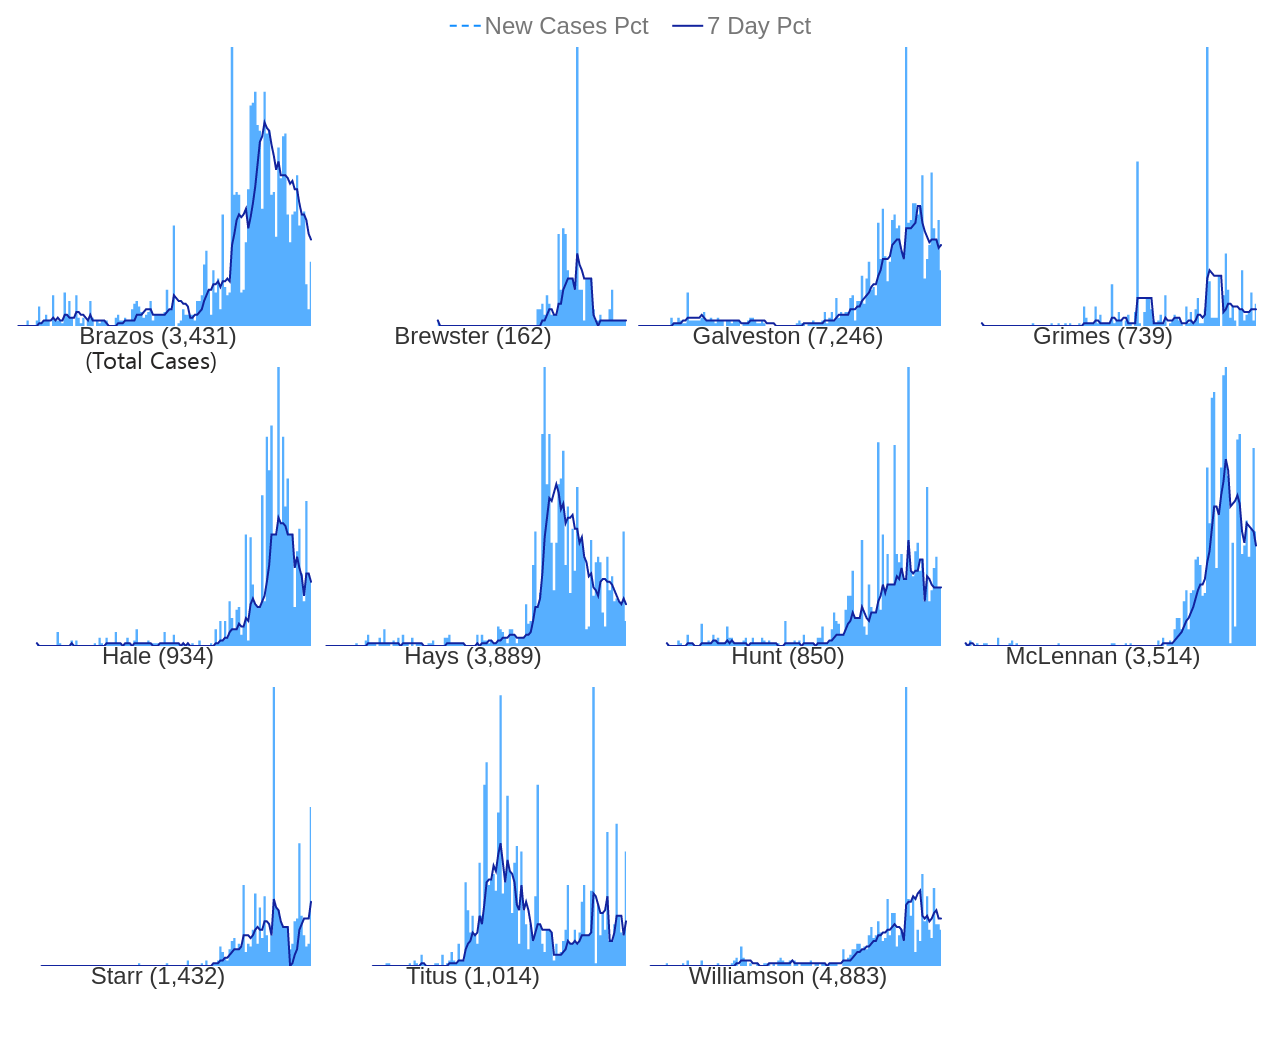 New Cases Pct 7 Day Pct
Brazos (3,431) Brewster (162) Galveston (7,246) Grimes (739)
(Total Cases)
Hale (934) Hays (3,889) Hunt (850) McLennan (3,514)
Starr (1,432) Titus (1,014) Williamson (4,883)